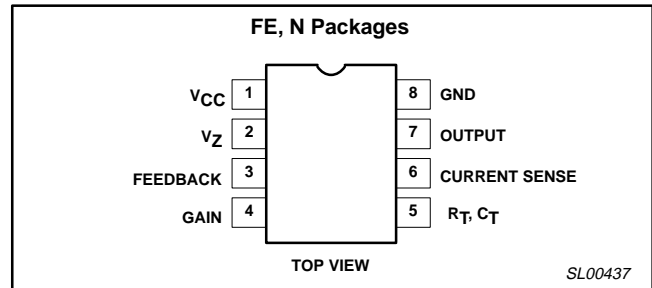 FE, N Packages
VCC 1 8 GND
VZ 2 7 OUTPUT
FEEDBACK 3 6 CURRENT SENSE
GAIN 4 5 RT, CT
TOP VIEW
SL00437